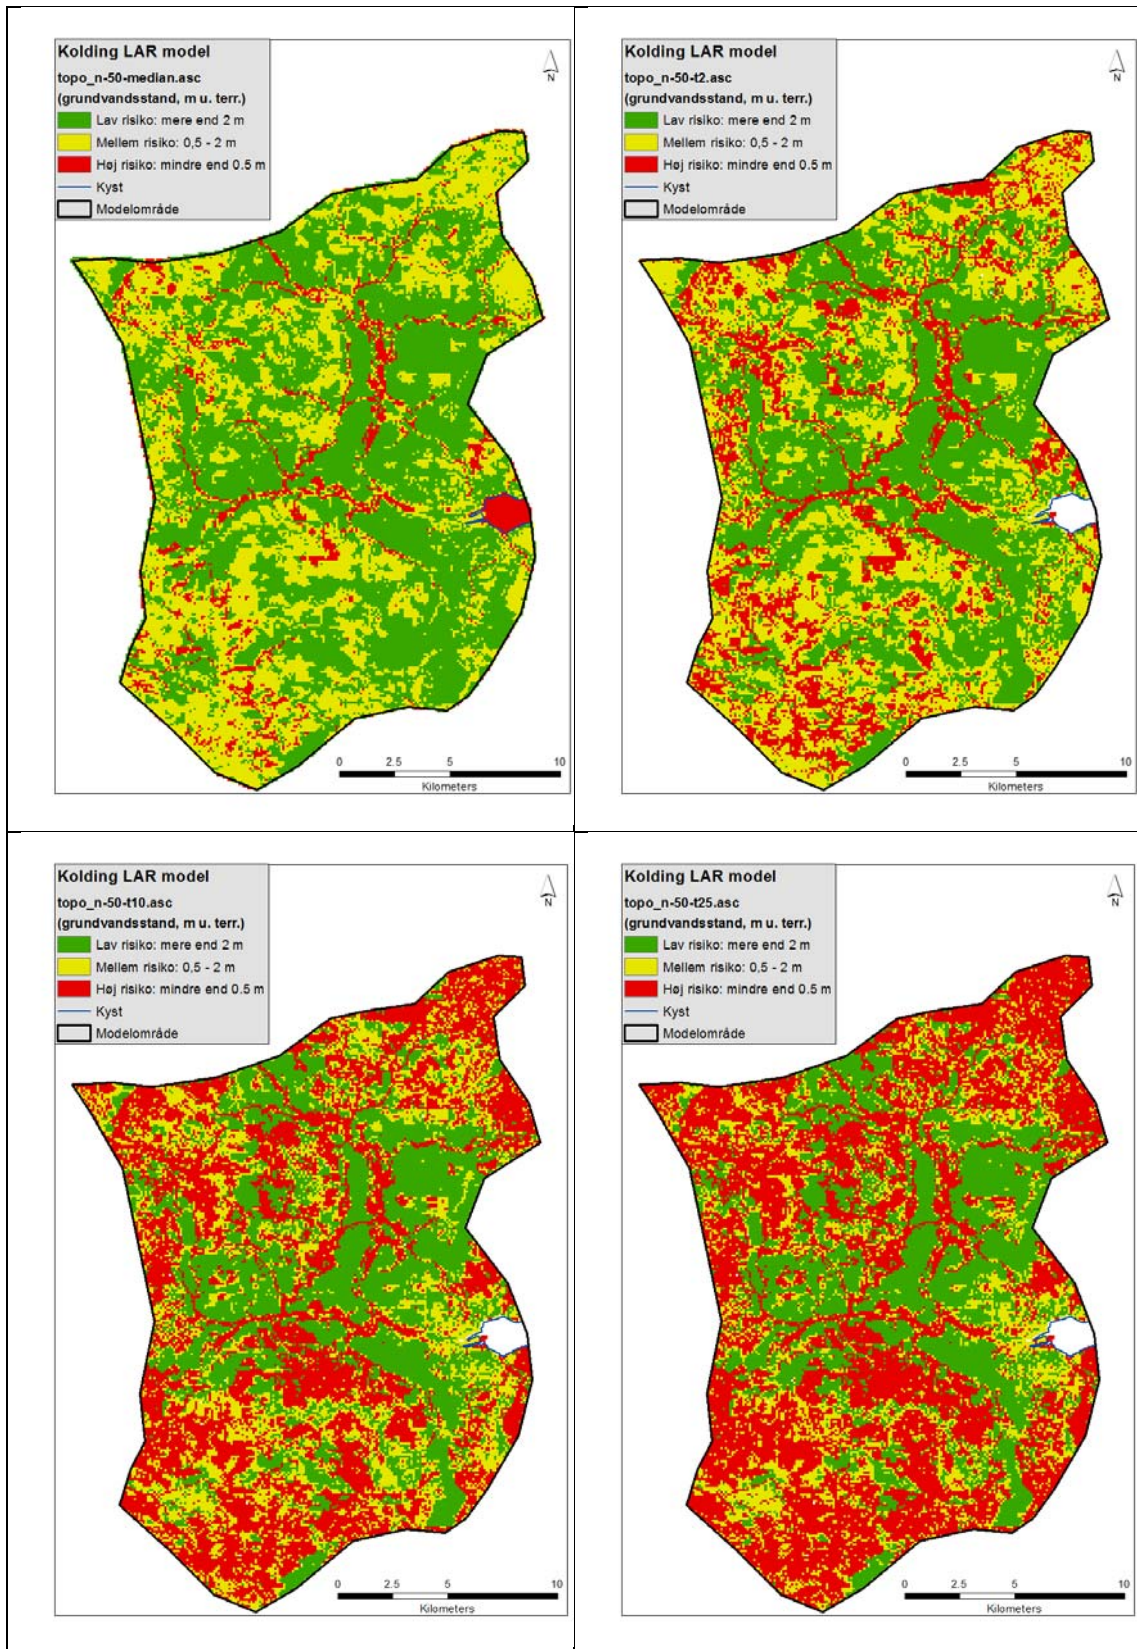 Kolding LAR model
topo_n-50-median.asc
(grundvandsstand, m u. terr.)
Lav risiko: mere end 2 m
Mellem risiko: 0,5 - 2 m
Høj risiko: mindre end 0.5 m
Kyst
Modelområde
N
0 2.5 5 10
Kilometers
Kolding LAR model
topo_n-50-t2.asc
(grundvandsstand, m u. terr.)
Lav risiko: mere end 2 m
Mellem risiko: 0,5 - 2 m
Høj risiko: mindre end 0.5 m
Kyst
Modelområde
N
0 2.5 5 10
Kilometers
Kolding LAR model
topo_n-50-t10.asc
(grundvandsstand, m u. terr.)
Lav risiko: mere end 2 m
Mellem risiko: 0,5 - 2 m
Høj risiko: mindre end 0.5 m
Kyst
Modelområde
N
0 2.5 5 10
Kilometers
Kolding LAR model
topo_n-50-t25.asc
(grundvandsstand, m u. terr.)
Lav risiko: mere end 2 m
Mellem risiko: 0,5 - 2 m
Høj risiko: mindre end 0.5 m
Kyst
Modelområde
N
0 2.5 5 10
Kilometers